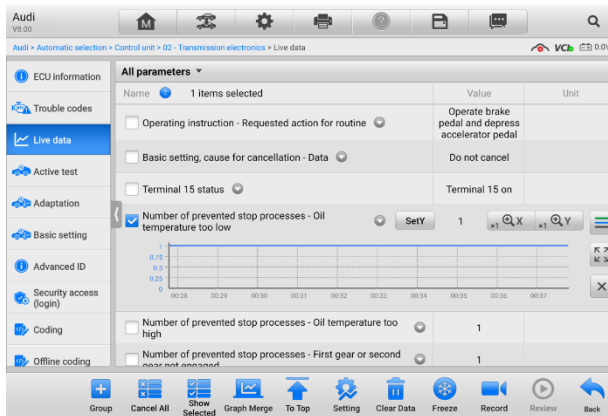 Audi
V8.00
M
?
Audi > Automatic selection > Control unit > 02 - Transmission electronics > Live data
VCb 0.0V
ECU information
Trouble codes
Live data
Active test
Adaptation
Basic setting
Advanced ID
Security access
(login)
Coding
Offline coding
All parameters
Name 1 items selected Value Unit
Operating instruction - Requested action for routine
Operate brake
pedal and depress
accelerator pedal
Basic setting, cause for cancellation - Data Do not cancel
Terminal 15 status Terminal 15 on
Number of prevented stop processes - Oil
temperature too low
SetY 1 x1 X x1 Y
1
0.75
0.5
0.25
0
00:28 00:29 00:30 00:31 00:32 00:33 00:34 00:35 00:36 00:37
Number of prevented stop processes - Oil temperature too
high
1
Number of prevented stop processes - First gear or second
gear not engaged
1
Group
Cancel All
Show
Selected
Graph Merge
To Top
Setting
Clear Data
Freeze
Record
Review
Back